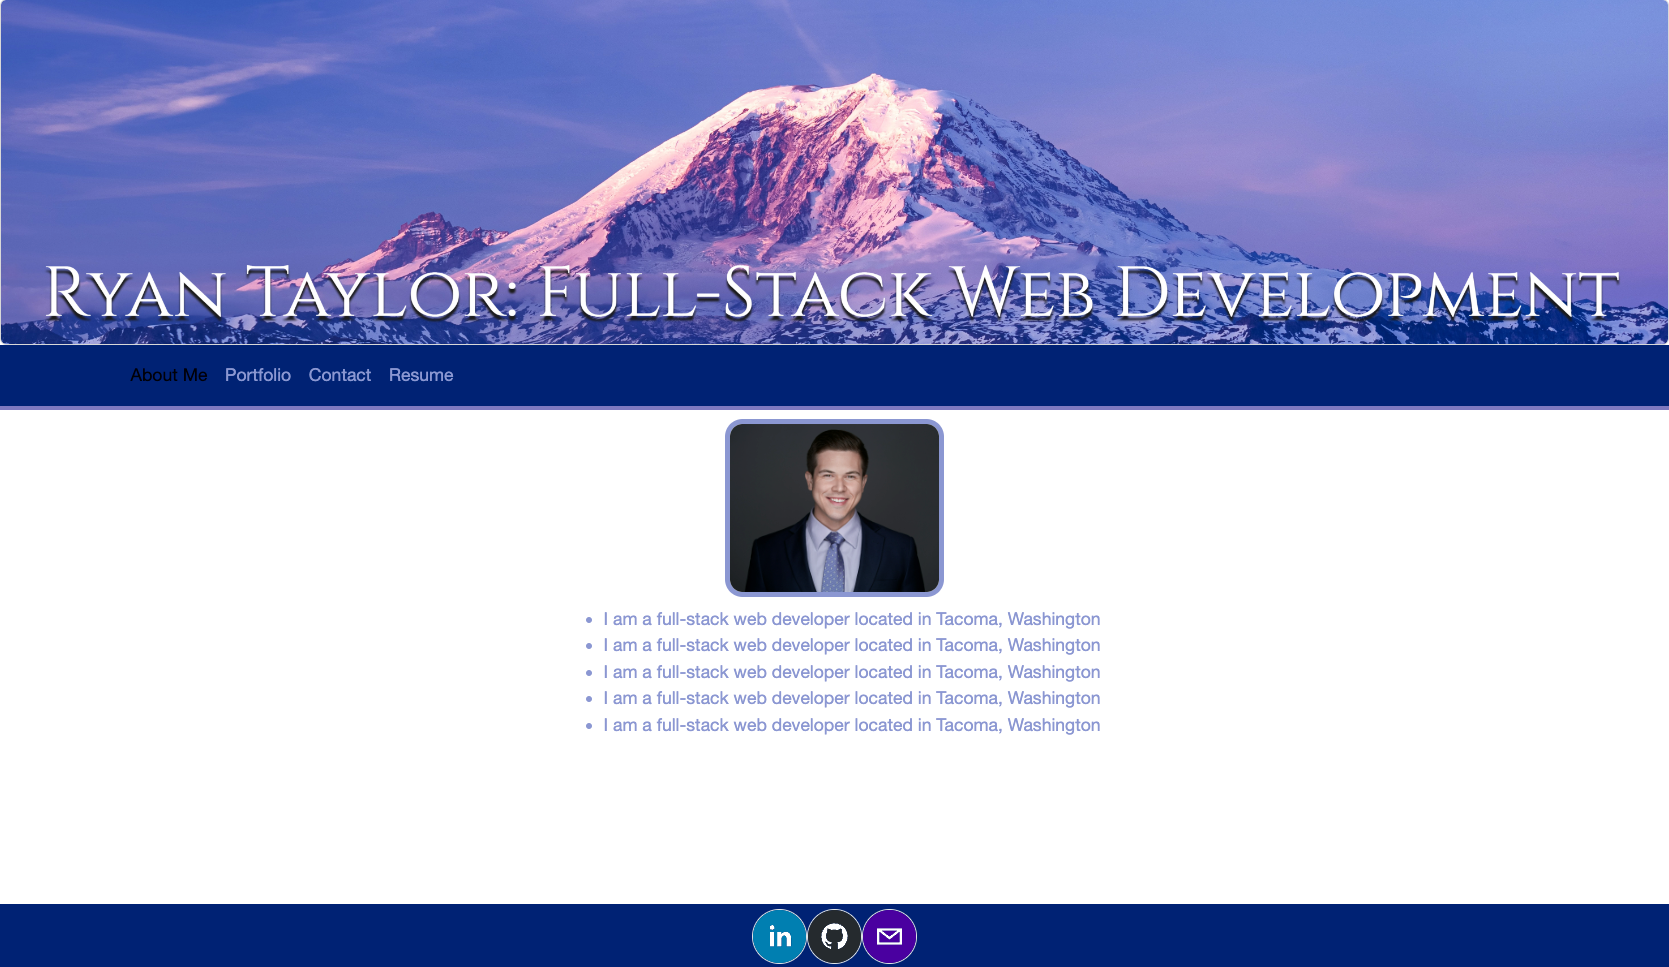 Ryan Taylor: Full-Stack Web Development
About Me Portfolio Contact Resume
• I am a full-stack web developer located in Tacoma, Washington
• I am a full-stack web developer located in Tacoma, Washington
• I am a full-stack web developer located in Tacoma, Washington
• I am a full-stack web developer located in Tacoma, Washington
• I am a full-stack web developer located in Tacoma, Washington
in